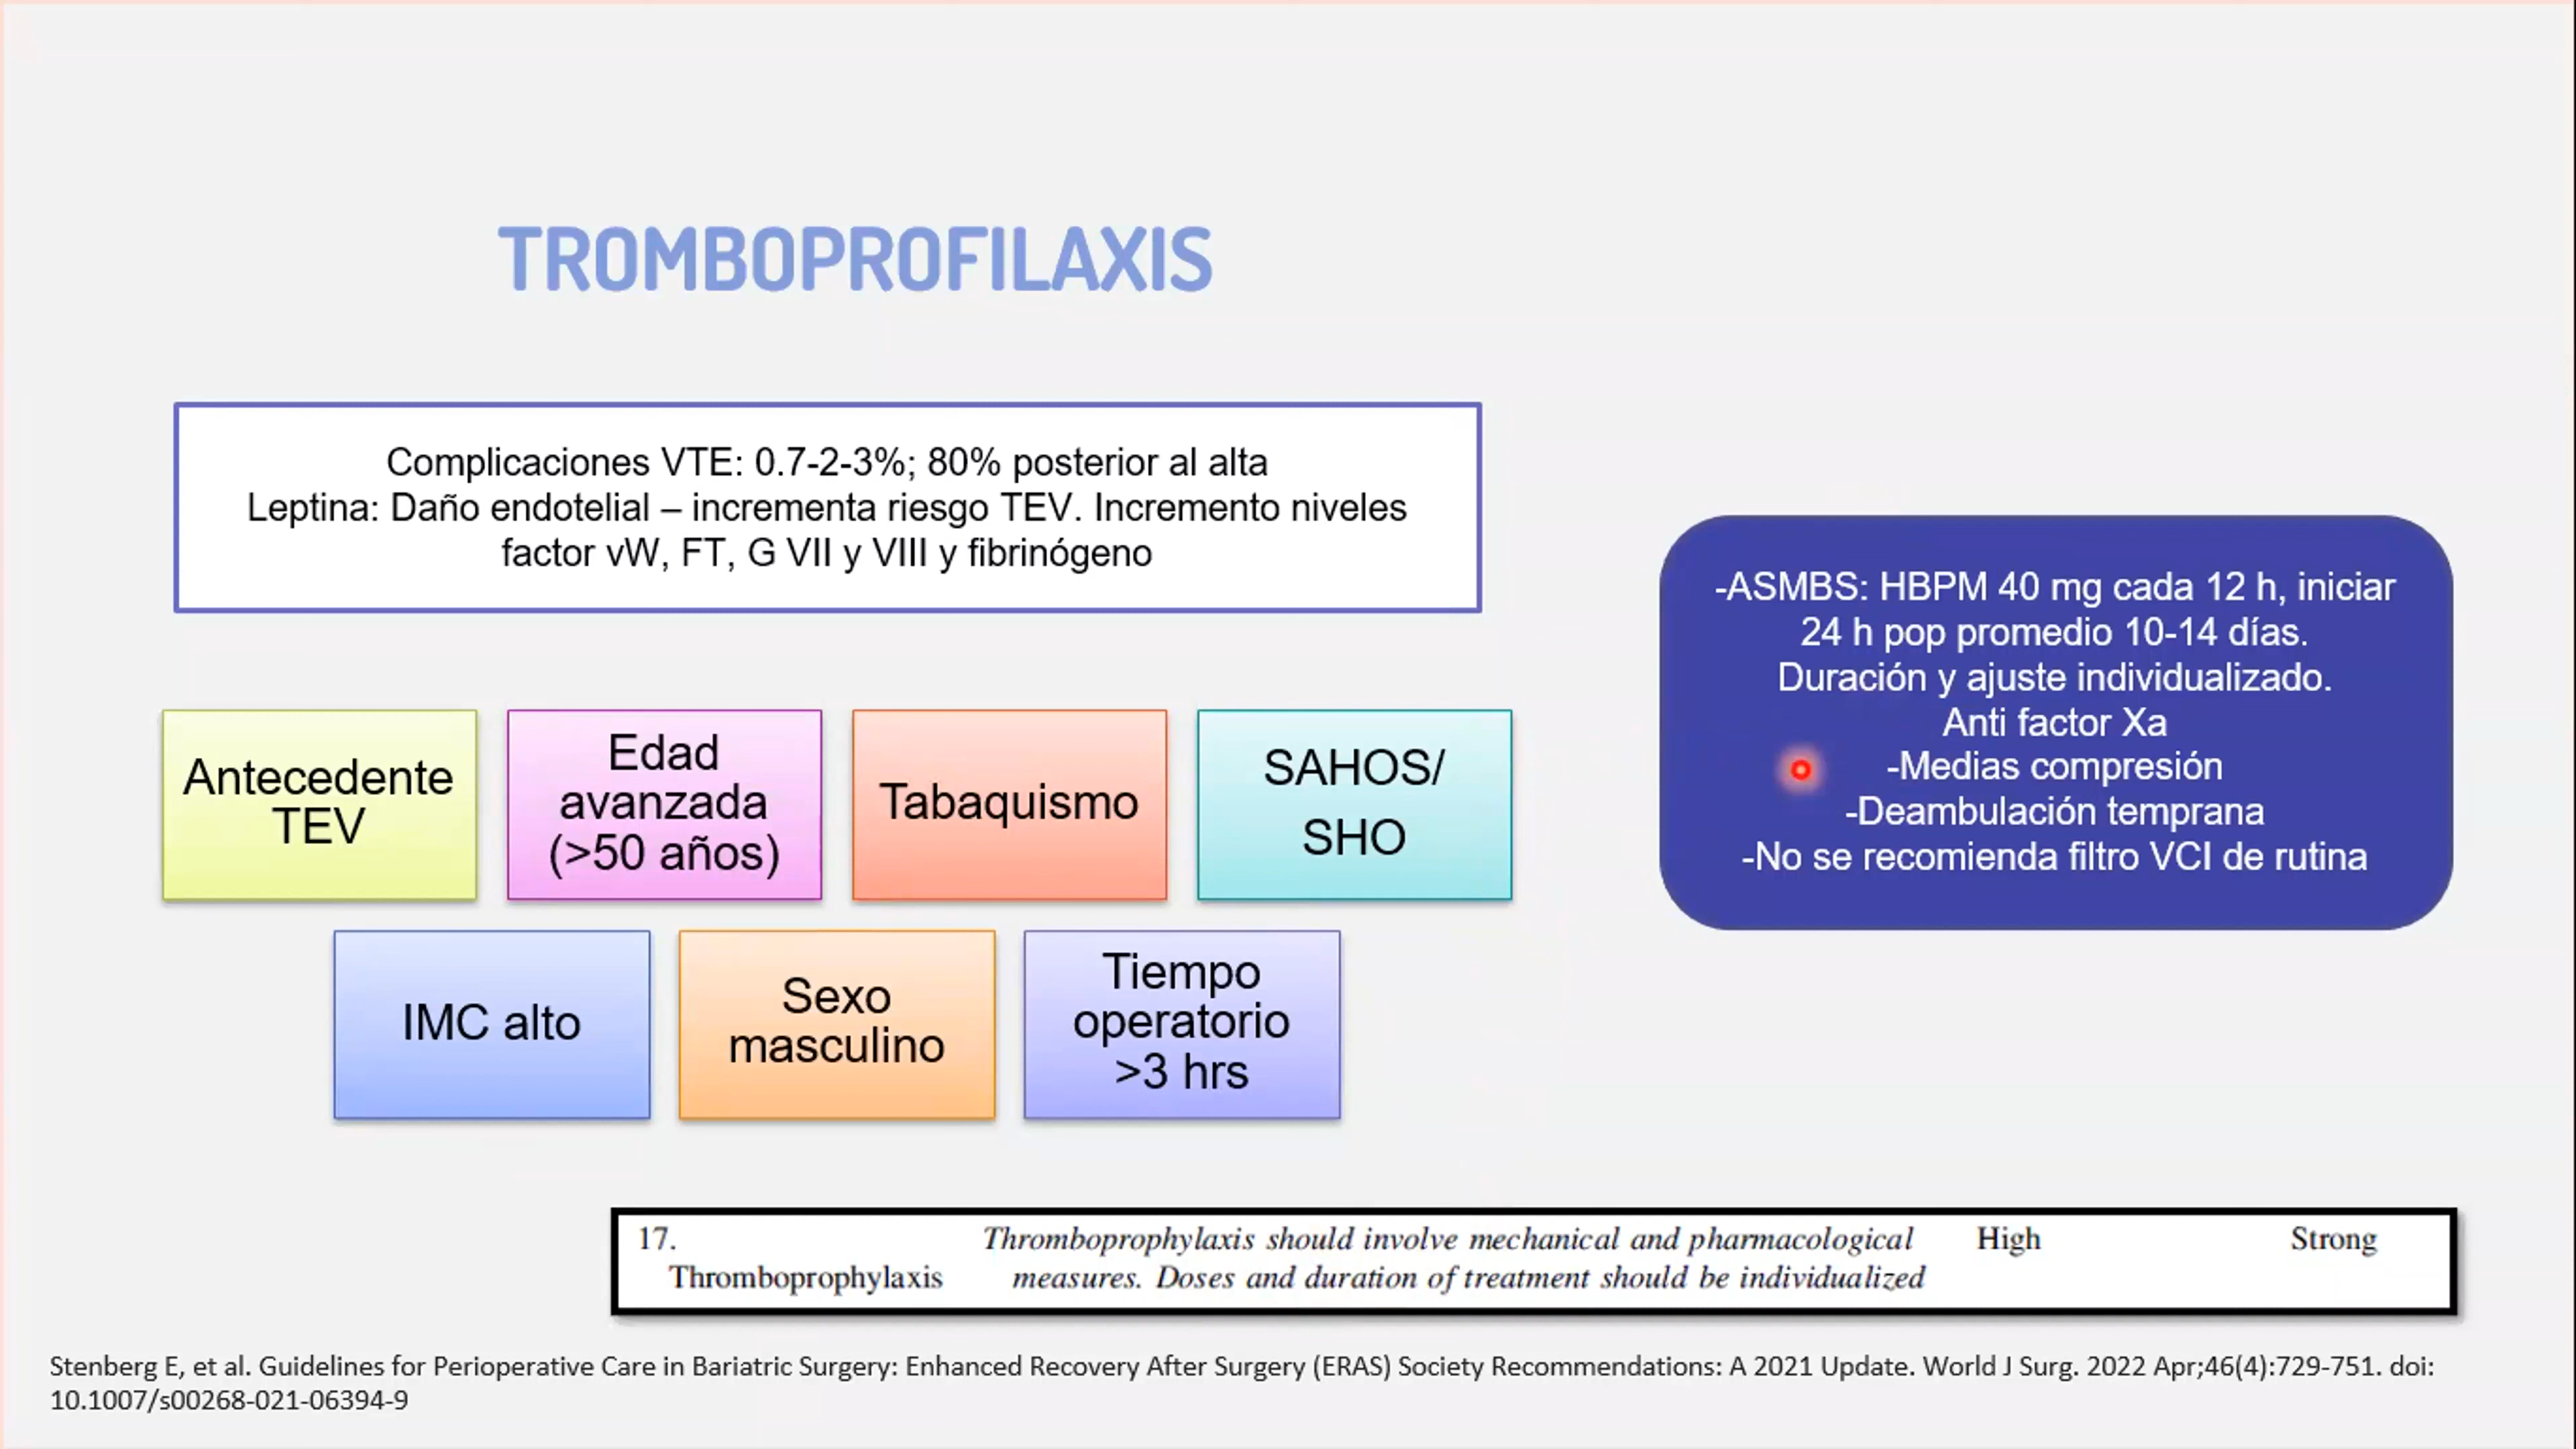 TROMBOPROFILAXIS
Complicaciones VTE: 0.7-2-3%; 80% posterior al alta
Leptina: Daño endotelial – incrementa riesgo TEV. Incremento niveles
factor vW, FT, G VII y VIII y fibrinógeno
Antecedente
TEV
Edad
avanzada
(>50 años)
Tabaquismo
SAHOS/
SHO
IMC alto
Sexo
masculino
Tiempo
operatorio
>3 hrs
-ASMBS: HBPM 40 mg cada 12 h, iniciar
24 h pop promedio 10-14 días.
Duración y ajuste individualizado.
Anti factor Xa
-Medias compresión
-Deambulación temprana
-No se recomienda filtro VCI de rutina
17.
Thromboprophylaxis
Thromboprophylaxis should involve mechanical and pharmacological
measures. Doses and duration of treatment should be individualized
High
Strong
Stenberg E, et al. Guidelines for Perioperative Care in Bariatric Surgery: Enhanced Recovery After Surgery (ERAS) Society Recommendations: A 2021 Update. World J Surg. 2022 Apr;46(4):729-751. doi:
10.1007/s00268-021-06394-9